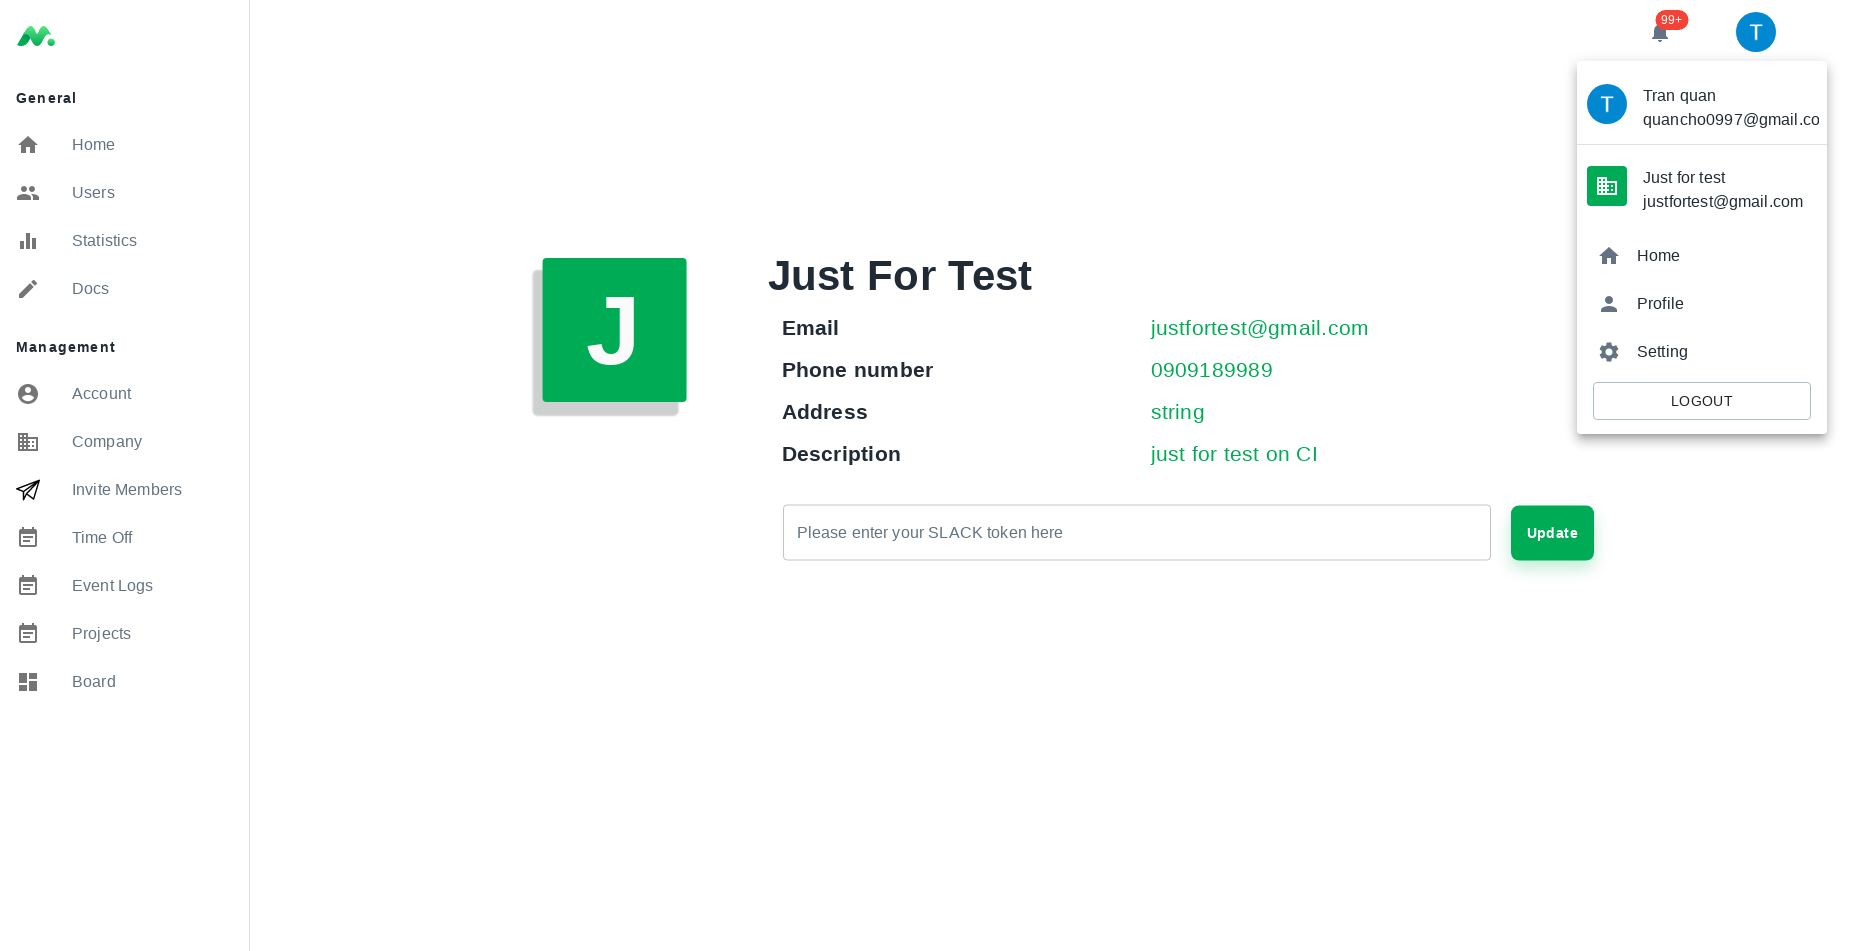 General
Home
Users
Statistics
Docs
Management
Account
Company
Invite Members
Time Off
Event Logs
Projects
Board
99+
T
T
Tran quan
quancho0997@gmail.co
Just for test
justfortest@gmail.com
Home
Profile
Setting
LOGOUT
J
Just For Test
Email justfortest@gmail.com
Phone number 0909189989
Address string
Description just for test on CI
Please enter your SLACK token here
Update